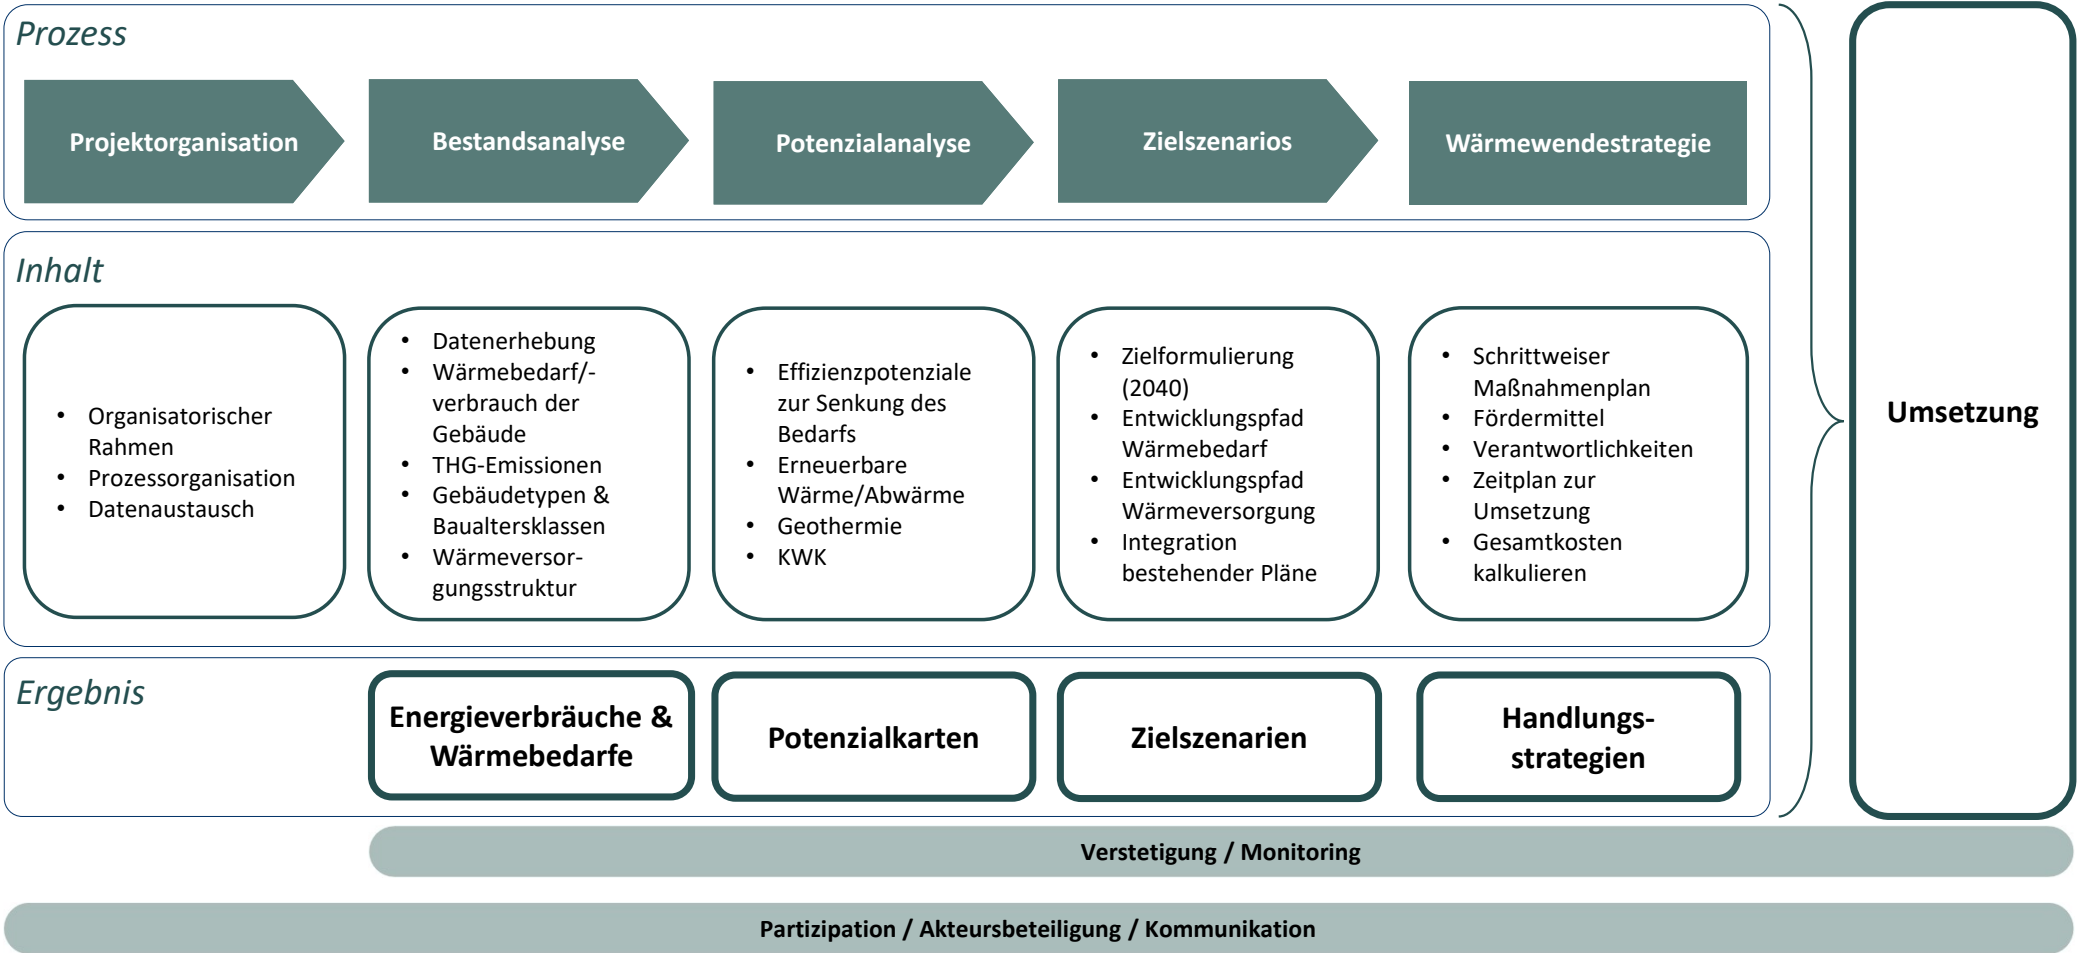 Prozess
Projektorganisation
Bestandsanalyse
Potenzialanalyse
Zielszenarios
Wärmewendestrategie
Inhalt
• Organisatorischer
Rahmen
• Prozessorganisation
• Datenaustausch
• Datenerhebung
• Wärmebedarf/-
verbrauch der
Gebäude
• THG-Emissionen
• Gebäudetypen &
Baualtersklassen
• Wärmeversor-
gungsstruktur
• Effizienzpotenziale
zur Senkung des
Bedarfs
• Erneuerbare
Wärme/Abwärme
• Geothermie
• KWK
• Zielformulierung
(2040)
• Entwicklungspfad
Wärmebedarf
• Entwicklungspfad
Wärmeversorgung
• Integration
bestehender Pläne
• Schrittweiser
Maßnahmenplan
• Fördermittel
• Verantwortlichkeiten
• Zeitplan zur
Umsetzung
• Gesamtkosten
kalkulieren
Ergebnis
Energieverbräuche &
Wärmebedarfe
Potenzialkarten
Zielszenarien
Handlungs-
strategien
Umsetzung
Verstetigung / Monitoring
Partizipation / Akteursbeteiligung / Kommunikation